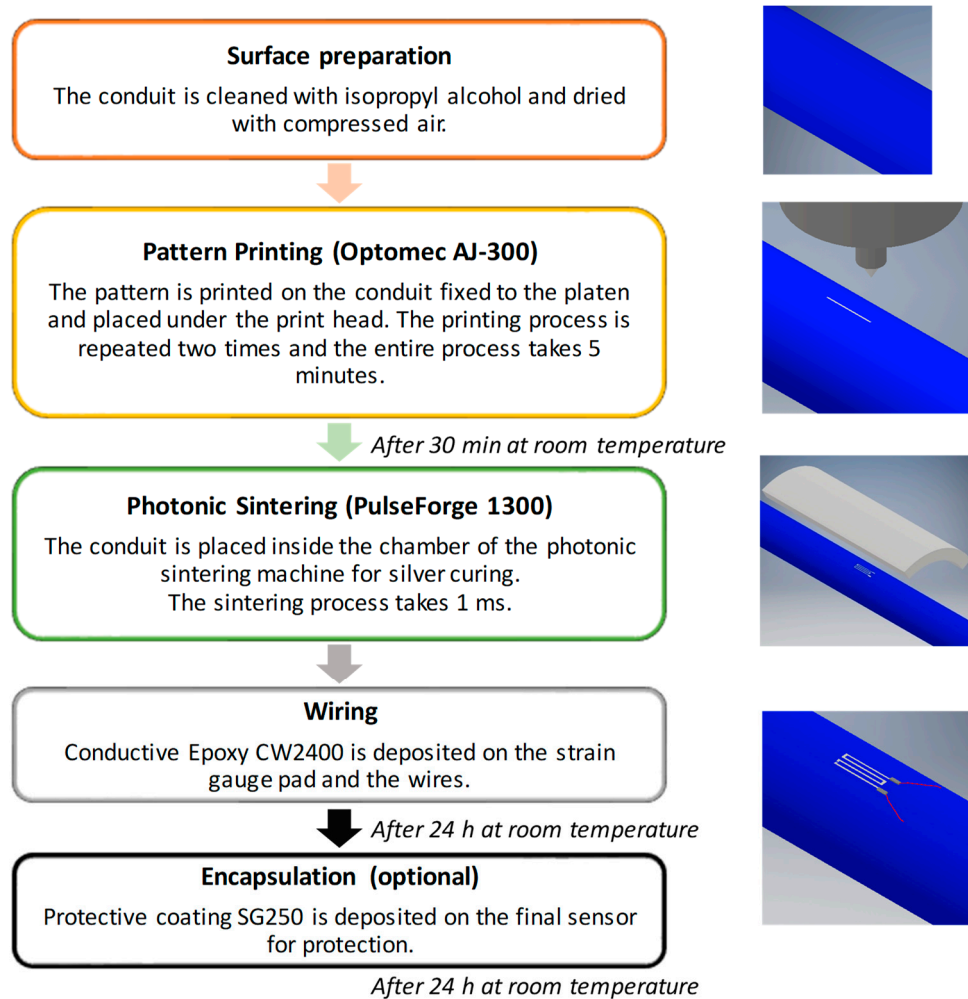 Surface preparation
The conduit is cleaned with isopropyl alcohol and dried
with compressed air.
Pattern Printing (Optomec AJ-300)
The pattern is printed on the conduit fixed to the platen
and placed under the print head. The printing process is
repeated two times and the entire process takes 5
minutes.
After 30 min at room temperature
Photonic Sintering (PulseForge 1300)
The conduit is placed inside the chamber of the photonic
sintering machine for silver curing.
The sintering process takes 1 ms.
Wiring
Conductive Epoxy CW2400 is deposited on the strain
gauge pad and the wires.
After 24 h at room temperature
Encapsulation (optional)
Protective coating SG250 is deposited on the final sensor
for protection.
After 24 h at room temperature